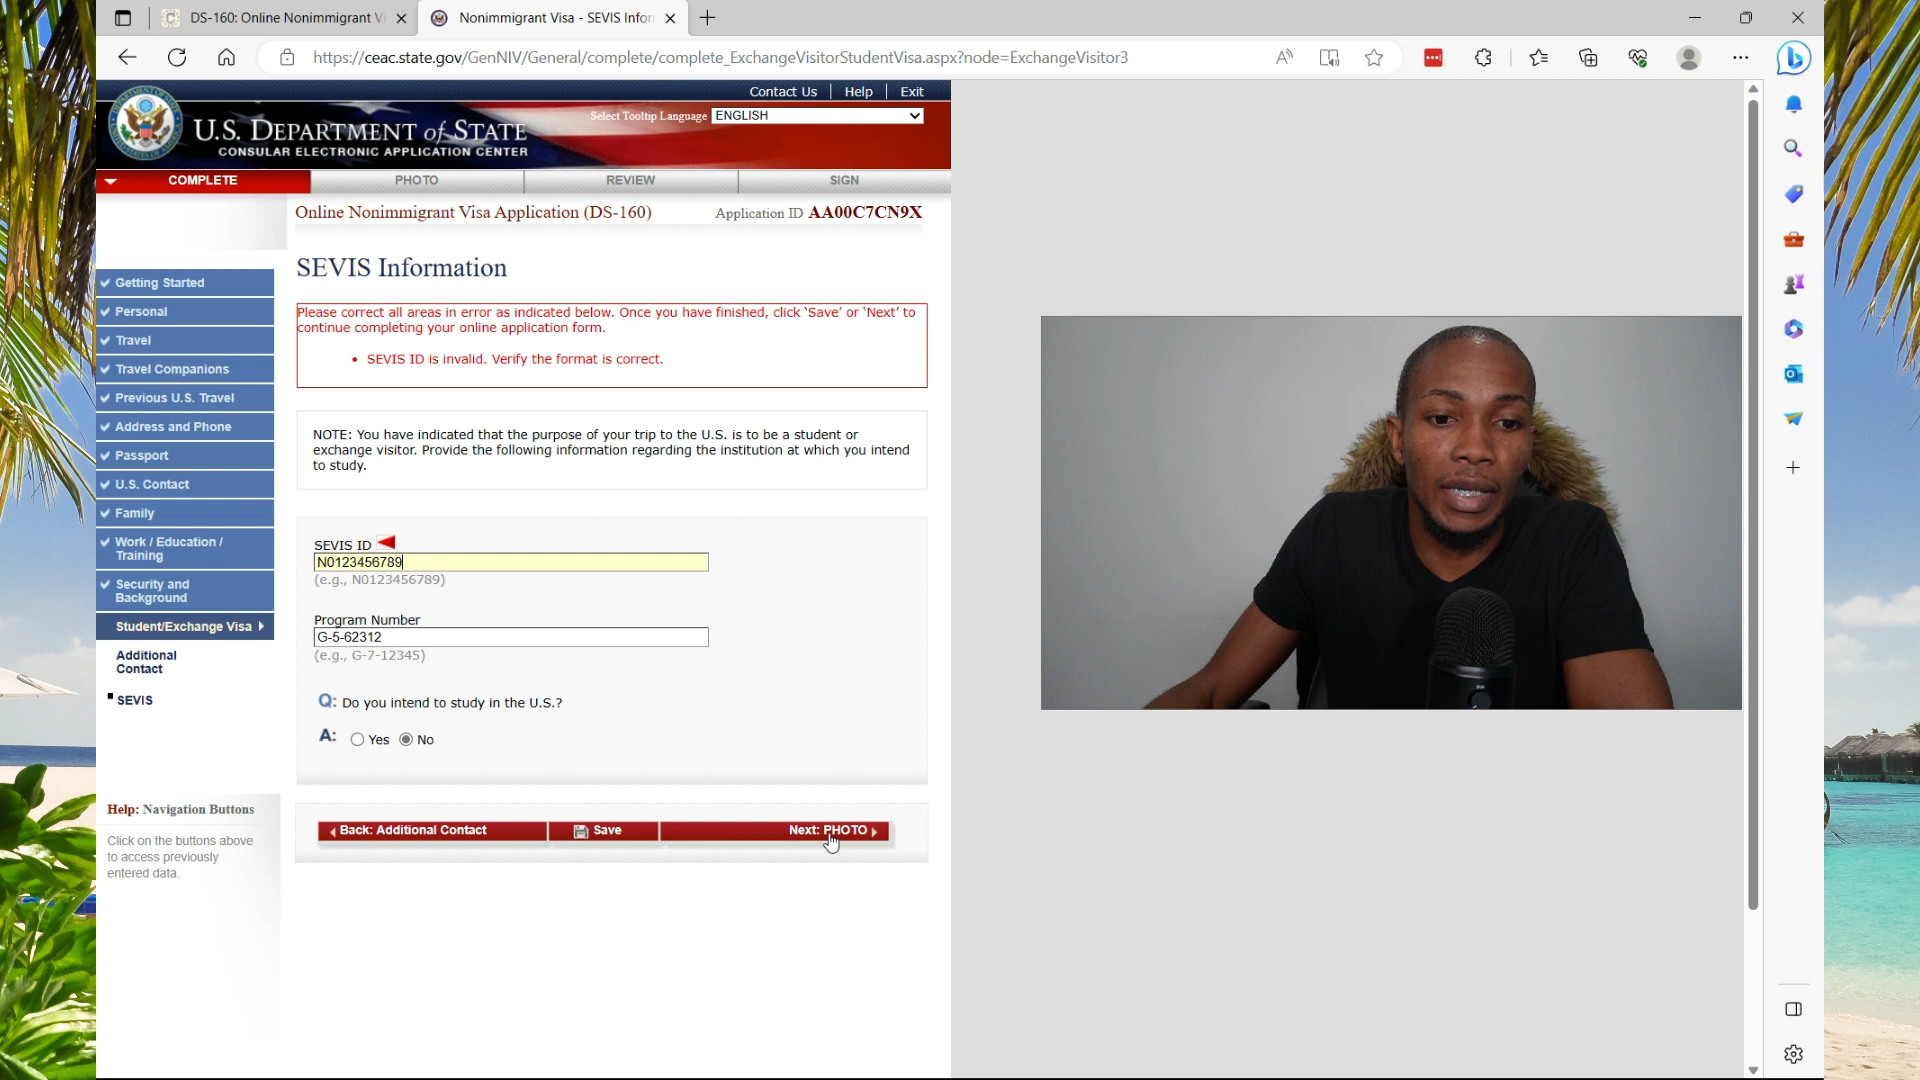 DS-160: Online Nonimmigrant Vi
Nonimmigrant Visa - SEVIS Infor
https://ceac.state.gov/GenNIV/General/complete/complete_ExchangeVisitorStudentVisa.aspx?node=ExchangeVisitor3
Contact Us | Help | Exit
Select Tooltip Language ENGLISH
U.S. DEPARTMENT of STATE
CONSULAR ELECTRONIC APPLICATION CENTER
COMPLETE PHOTO REVIEW SIGN
Online Nonimmigrant Visa Application (DS-160) Application ID AA00C7CN9X
SEVIS Information
Please correct all areas in error as indicated below. Once you have finished, click 'Save' or 'Next' to
continue completing your online application form.
• SEVIS ID is invalid. Verify the format is correct.
NOTE: You have indicated that the purpose of your trip to the U.S. is to be a student or
exchange visitor. Provide the following information regarding the institution at which you intend
to study.
Getting Started
Personal
Travel
Travel Companions
Previous U.S. Travel
Address and Phone
Passport
U.S. Contact
Family
Work / Education /
Training
Security and
Background
Student/Exchange Visa
Additional
Contact
SEVIS
SEVIS ID
N0123456789
(e.g., N0123456789)
Program Number
G-5-62312
(e.g., G-7-12345)
Q: Do you intend to study in the U.S.?
A: Yes No
Help: Navigation Buttons
Click on the buttons above
to access previously
entered data.
Back: Additional Contact Save Next: PHOTO